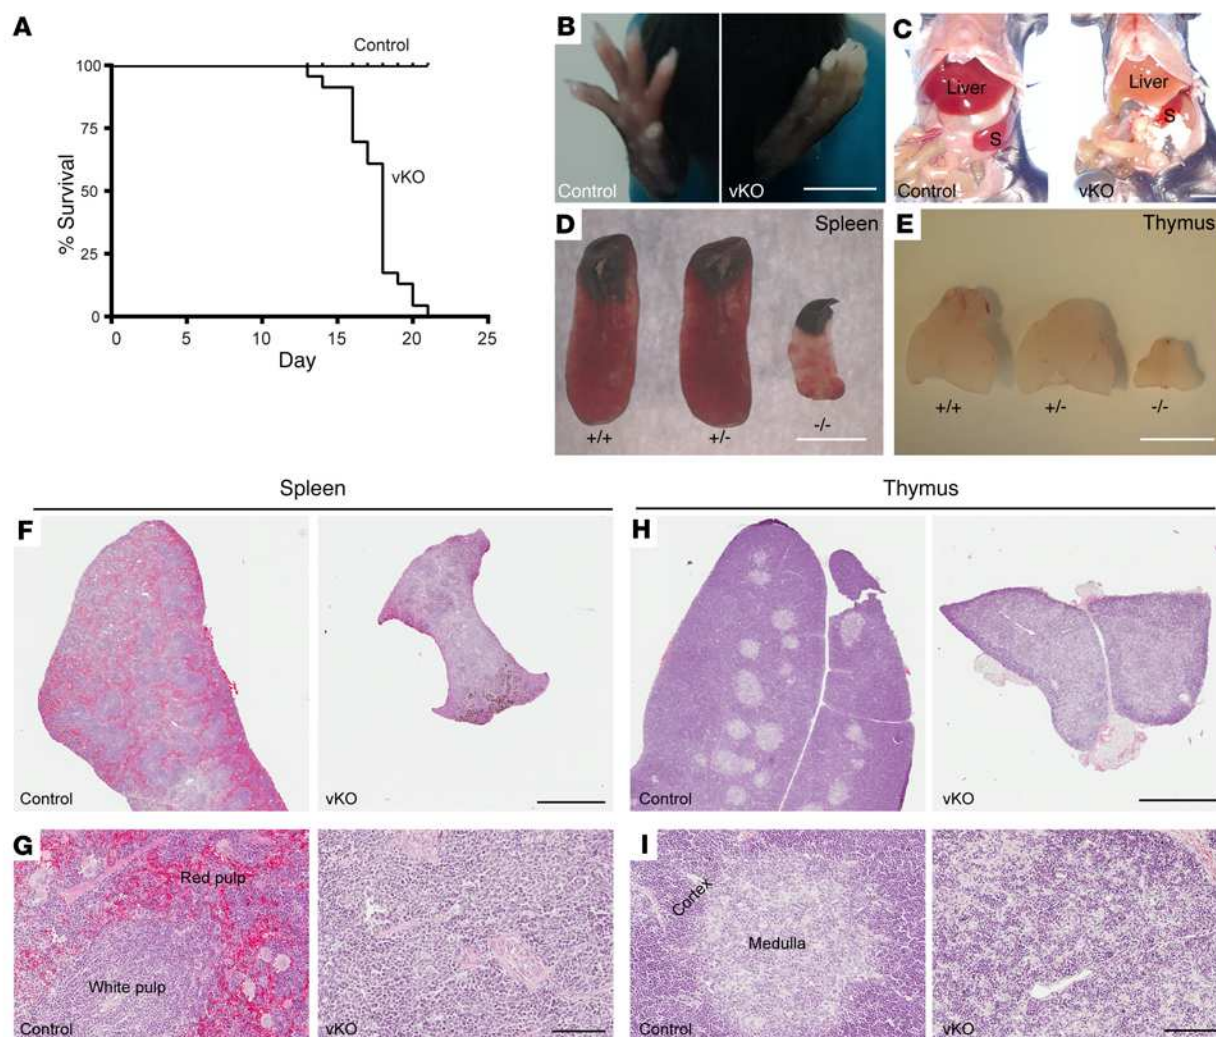 A
Control
100
75
50
25
0
% Survival
vKO
0 5 10 15 20 25
Day
B
Control
vKO
C
Liver
S
Control
Liver
S
vKO
D
Spleen
+/+
+/-
-/-
E
Thymus
+/+
+/-
-/-
Spleen
F
Control
vKO
Thymus
H
Control
vKO
G
Red pulp
White pulp
Control
vKO
I
Cortex
Medulla
Control
vKO